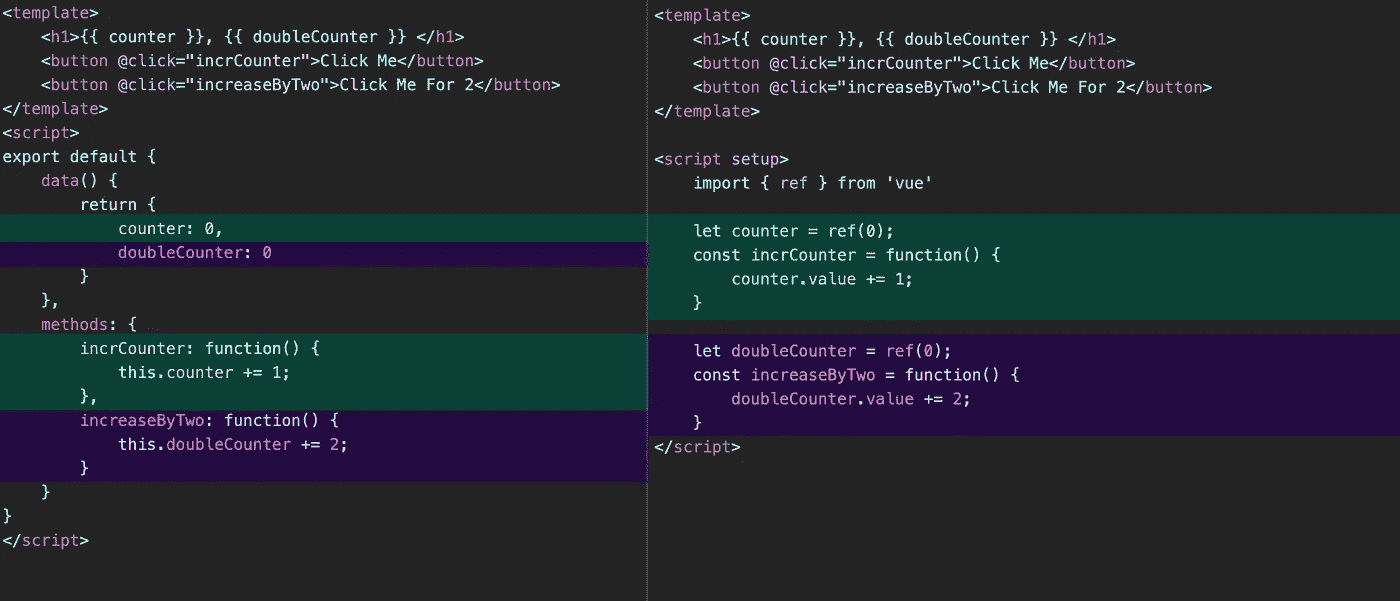 <template>
    <h1>{{ counter }}, {{ doubleCounter }} </h1>
    <button @click="incrCounter">Click Me</button>
    <button @click="increaseByTwo">Click Me For 2</button>
</template>
<script>
export default {
    data() {
        return {
            counter: 0,
            doubleCounter: 0
        }
    },
    methods: {
        incrCounter: function() {
            this.counter += 1;
        },
        increaseByTwo: function() {
            this.doubleCounter += 2;
        }
    }
}
</script>
<template>
    <h1>{{ counter }}, {{ doubleCounter }} </h1>
    <button @click="incrCounter">Click Me</button>
    <button @click="increaseByTwo">Click Me For 2</button>
</template>

<script setup>
    import { ref } from 'vue'

    let counter = ref(0);
    const incrCounter = function() {
        counter.value += 1;
    }

    let doubleCounter = ref(0);
    const increaseByTwo = function() {
        doubleCounter.value += 2;
    }
</script>